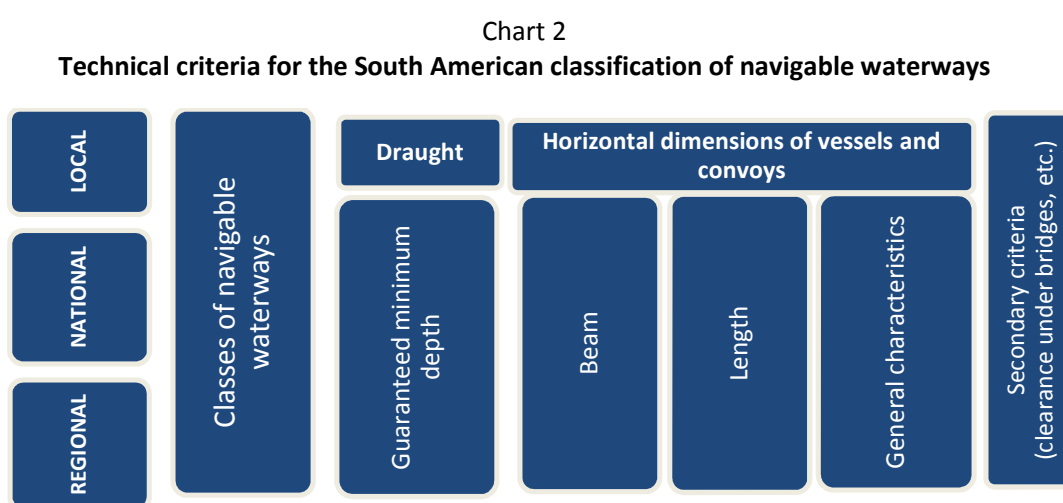 Chart 2
Technical criteria for the South American classification of navigable waterways
LOCAL
NATIONAL
REGIONAL
Classes of navigable
waterways
Draught
Guaranteed minimum
depth
Horizontal dimensions of vessels and
convoys
Beam
Length
General characteristics
Secondary criteria
(clearance under bridges, etc.)